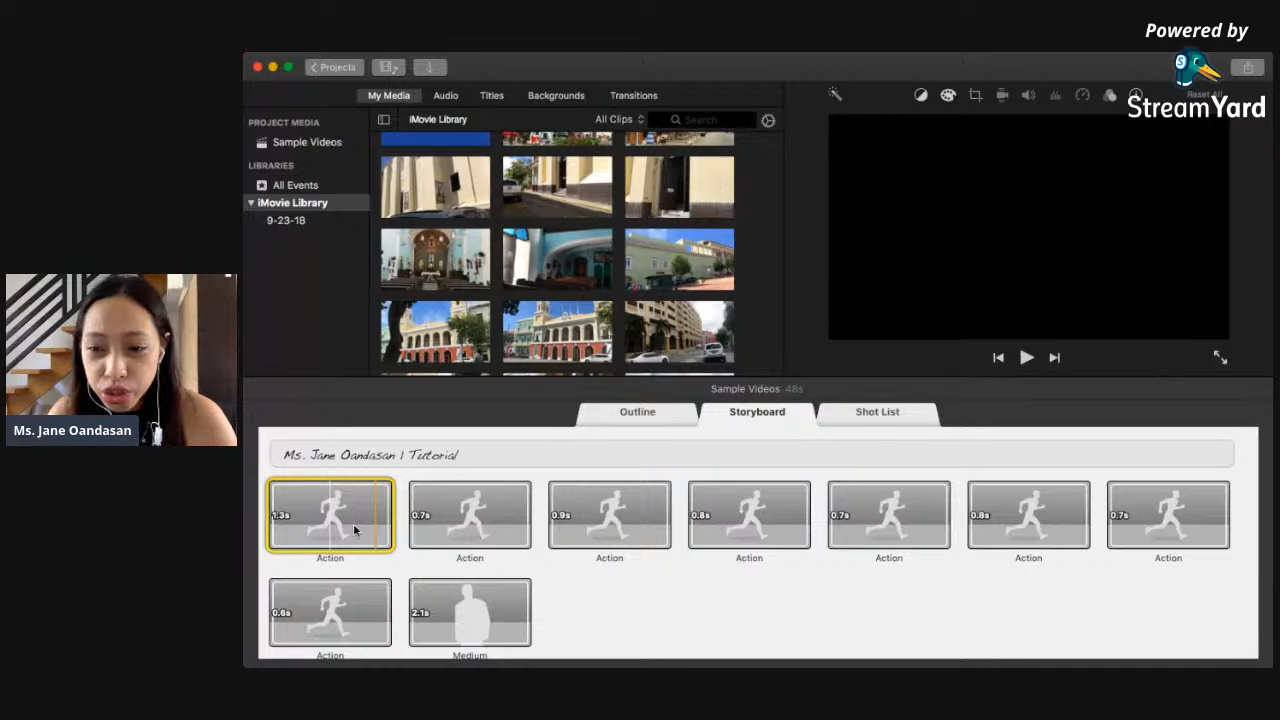 Powered by
StreamYard
Projects
My Media
Audio
Titles
Backgrounds
Transitions
Reset All
PROJECT MEDIA
iMovie Library
All Clips
Search
Sample Videos
LIBRARIES
All Events
iMovie Library
9-23-18
Ms. Jane Oandasan
Sample Videos 48s
Outline
Storyboard
Shot List
Ms. Jane Oandasan | Tutorial
1.3s
0.7s
0.9s
0.8s
0.7s
0.8s
0.7s
Action
Action
Action
Action
Action
Action
Action
0.6s
2.1s
Action
Medium